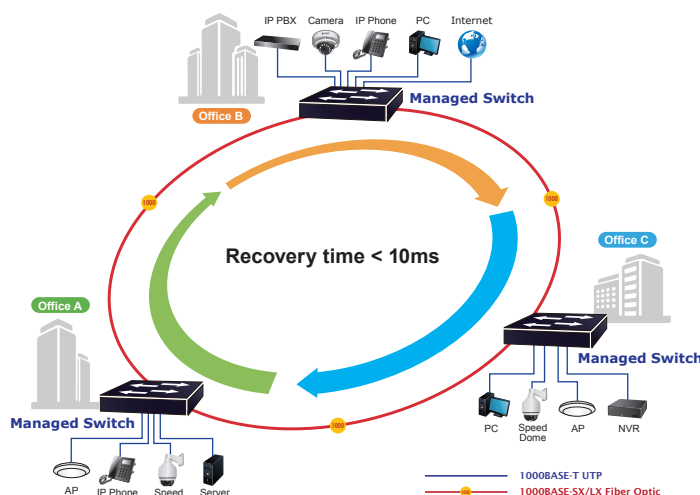 IP PBX
Camera
IP Phone
PC
Internet
Managed Switch
Office B
1000
1000
Office C
Recovery time < 10ms
Office A
Managed Switch
Managed Switch
PC
Speed
Dome
AP
NVR
1000
AP
IP Phone
Speed
Server
1000BASE-T UTP
1000
1000BASE-SX/LX Fiber Optic